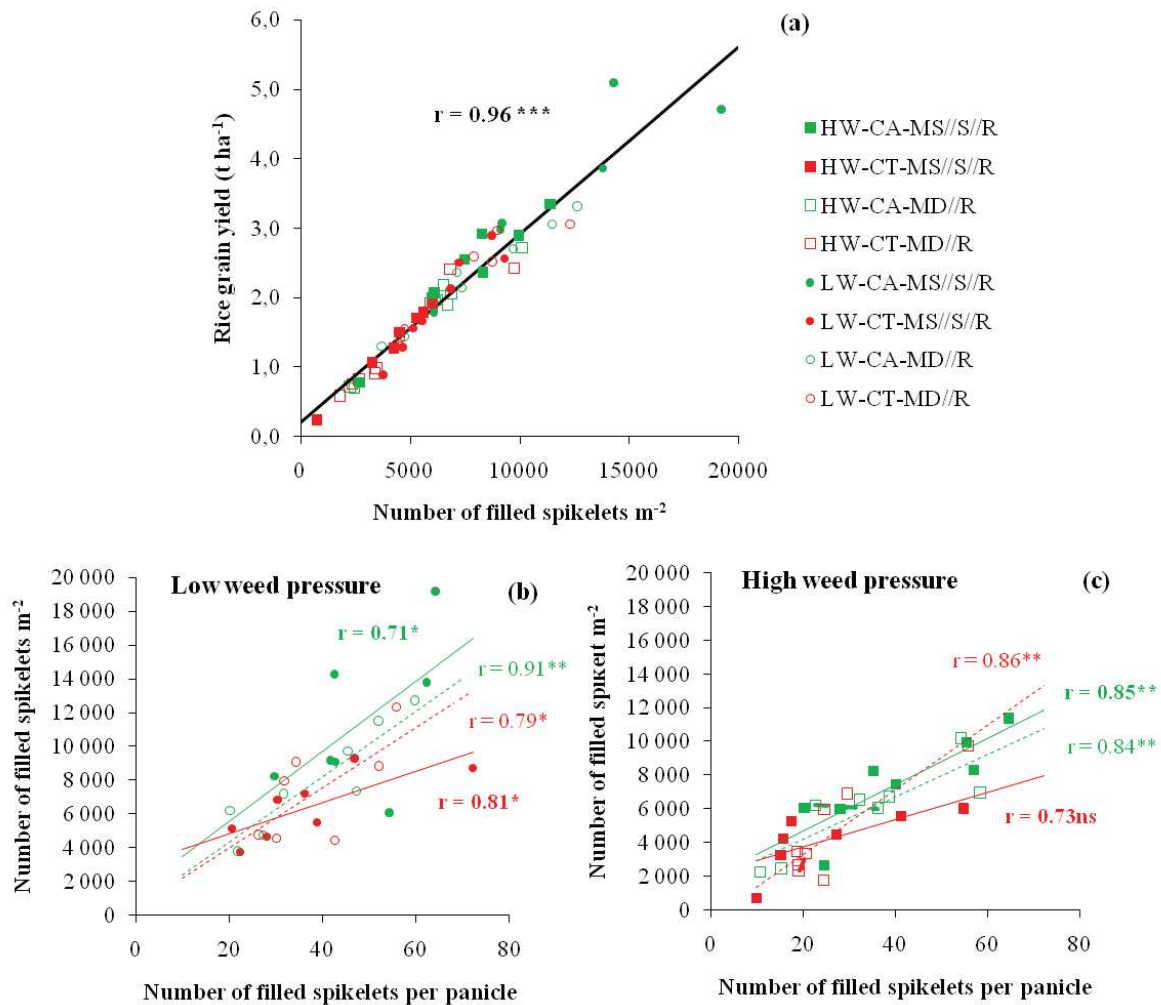 (a)
6,0
5,0
4,0
3,0
2,0
1,0
0,0
Rice grain yield (t ha⁻¹)
r = 0.96 ***
0 5000 10000 15000 20000
Number of filled spikelets m⁻²
HW-CA-MS//S//R
HW-CT-MS//S//R
HW-CA-MD//R
HW-CT-MD//R
LW-CA-MS//S//R
LW-CT-MS//S//R
LW-CA-MD//R
LW-CT-MD//R
Low weed pressure (b)
20 000
18 000
16 000
14 000
12 000
10 000
8 000
6 000
4 000
2 000
0
Number of filled spikelets m⁻²
r = 0.71*
r = 0.91**
r = 0.79*
r = 0.81*
0 20 40 60 80
Number of filled spikelets per panicle
High weed pressure (c)
20 000
18 000
16 000
14 000
12 000
10 000
8 000
6 000
4 000
2 000
0
Number of filled spikelt m⁻²
r = 0.86**
r = 0.85**
r = 0.84**
r = 0.73ns
0 20 40 60 80
Number of filled spikelets per panicle